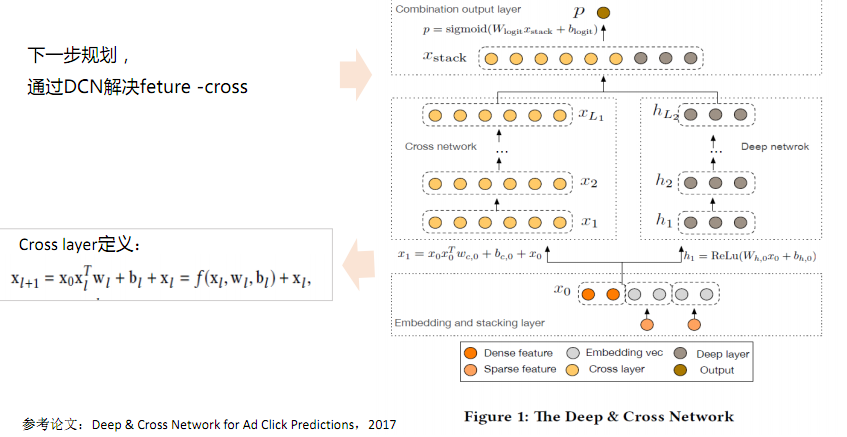 下一步规划，
通过DCN解决feture -cross
Cross layer定义：
x_{l+1} = x_0 x_l^T w_l + b_l + x_l = f(x_l, w_l, b_l) + x_l,
参考论文：Deep & Cross Network for Ad Click Predictions，2017
Combination output layer
p
p = sigmoid(W_logit x_stack + b_logit)
x_stack
x_{L_1}
h_{L_2}
Cross network
...
...
Deep netwrok
x_2
h_2
x_1
h_1
x_1 = x_0 x_0^T w_{c,0} + b_{c,0} + x_0
h_1 = ReLu(W_{h,0} x_0 + b_{h,0})
x_0
Embedding and stacking layer
Dense feature
Embedding vec
Deep layer
Sparse feature
Cross layer
Output
Figure 1: The Deep & Cross Network